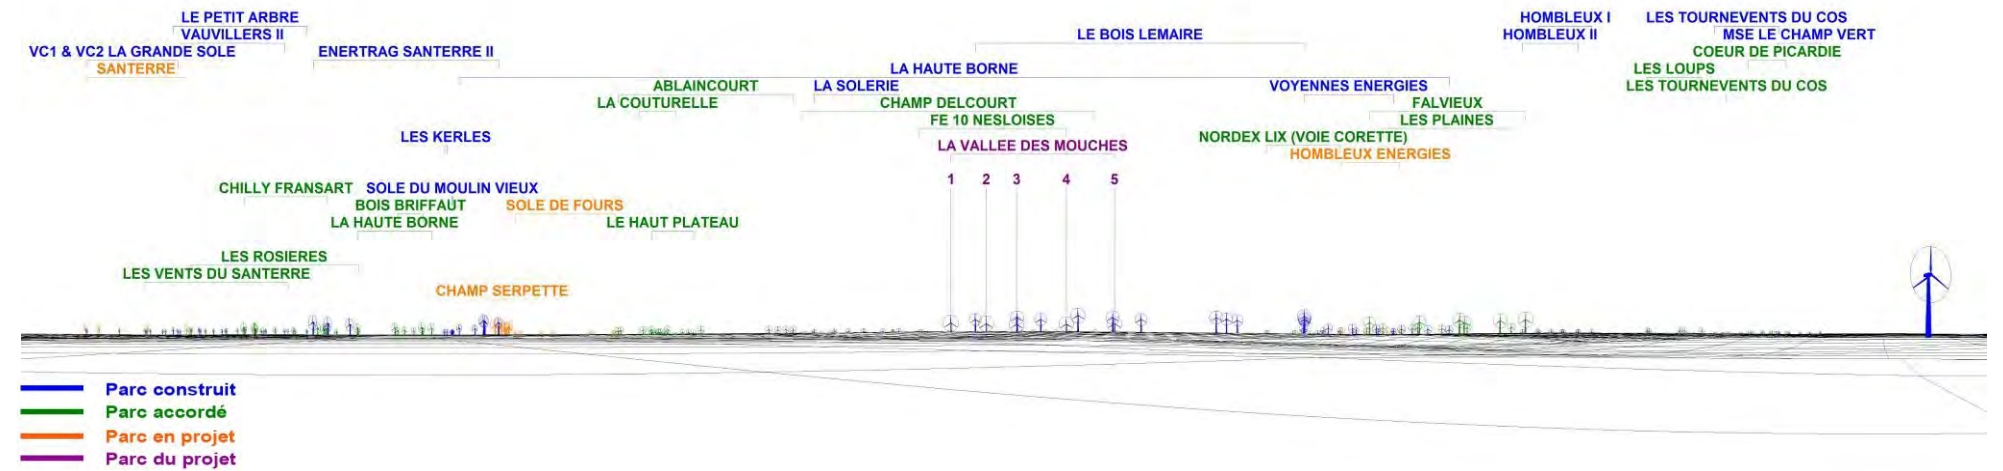 LE PETIT ARBRE
VAUVILLERS II
VC1 & VC2 LA GRANDE SOLE
SANTERRE
ENERTRAG SANTERRE II
LE BOIS LEMAIRE
HOMBLEUX I
HOMBLEUX II
LES TOURNEVENTS DU COS
MSE LE CHAMP VERT
COEUR DE PICARDIE
LES LOUPS
LES TOURNEVENTS DU COS
LA HAUTE BORNE
ABLAINCOURT
LA SOLERIE
VOYENNES ENERGIES
LA COUTURELLE
CHAMP DELCOURT
FALVIEUX
FE 10 NESLOISES
LES PLAINES
LES KERLES
LA VALLEE DES MOUCHES
NORDEX LIX (VOIE CORETTE)
HOMBLEUX ENERGIES
1 2 3 4 5
CHILLY FRANSART
SOLE DU MOULIN VIEUX
BOIS BRIFFAUT
SOLE DE FOURS
LA HAUTE BORNE
LE HAUT PLATEAU
LES ROSIERES
LES VENTS DU SANTERRE
CHAMP SERPETTE
Parc construit
Parc accordé
Parc en projet
Parc du projet